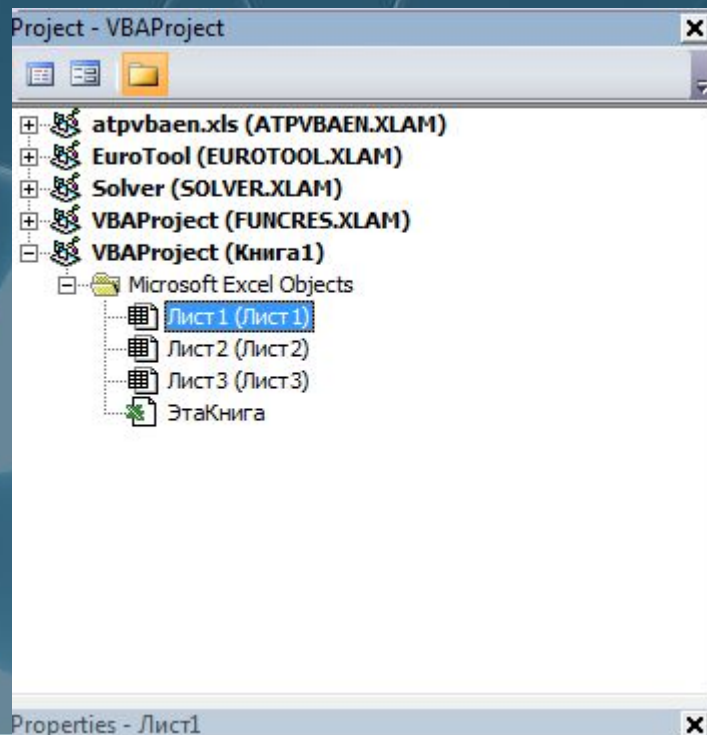 Project - VBAProject
atpvbaen.xls (ATPVBAEN.XLAM)
EuroTool (EUROTOOL.XLAM)
Solver (SOLVER.XLAM)
VBAProject (FUNCRES.XLAM)
VBAProject (Книга1)
Microsoft Excel Objects
Лист1 (Лист1)
Лист2 (Лист2)
Лист3 (Лист3)
ЭтаКнига
Properties - Лист1